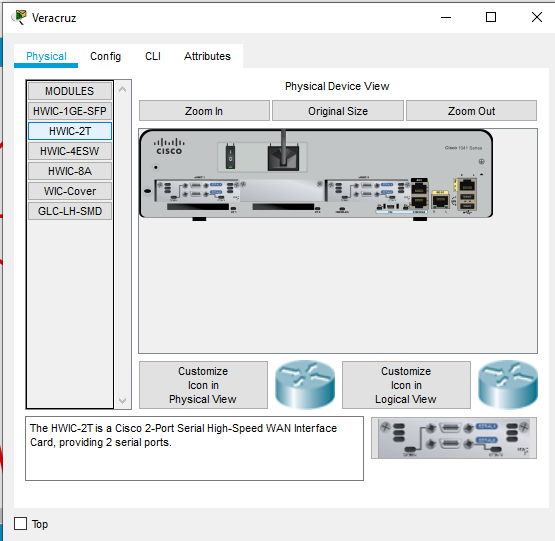 Veracruz
Physical
Config
CLI
Attributes
MODULES
HWIC-1GE-SFP
HWIC-2T
HWIC-4ESW
HWIC-8A
WIC-Cover
GLC-LH-SMD
Physical Device View
Zoom In
Original Size
Zoom Out
CISCO
Cisco 1941 Series
Customize
Icon in
Physical View
Customize
Icon in
Logical View
The HWIC-2T is a Cisco 2-Port Serial High-Speed WAN Interface
Card, providing 2 serial ports.
Top